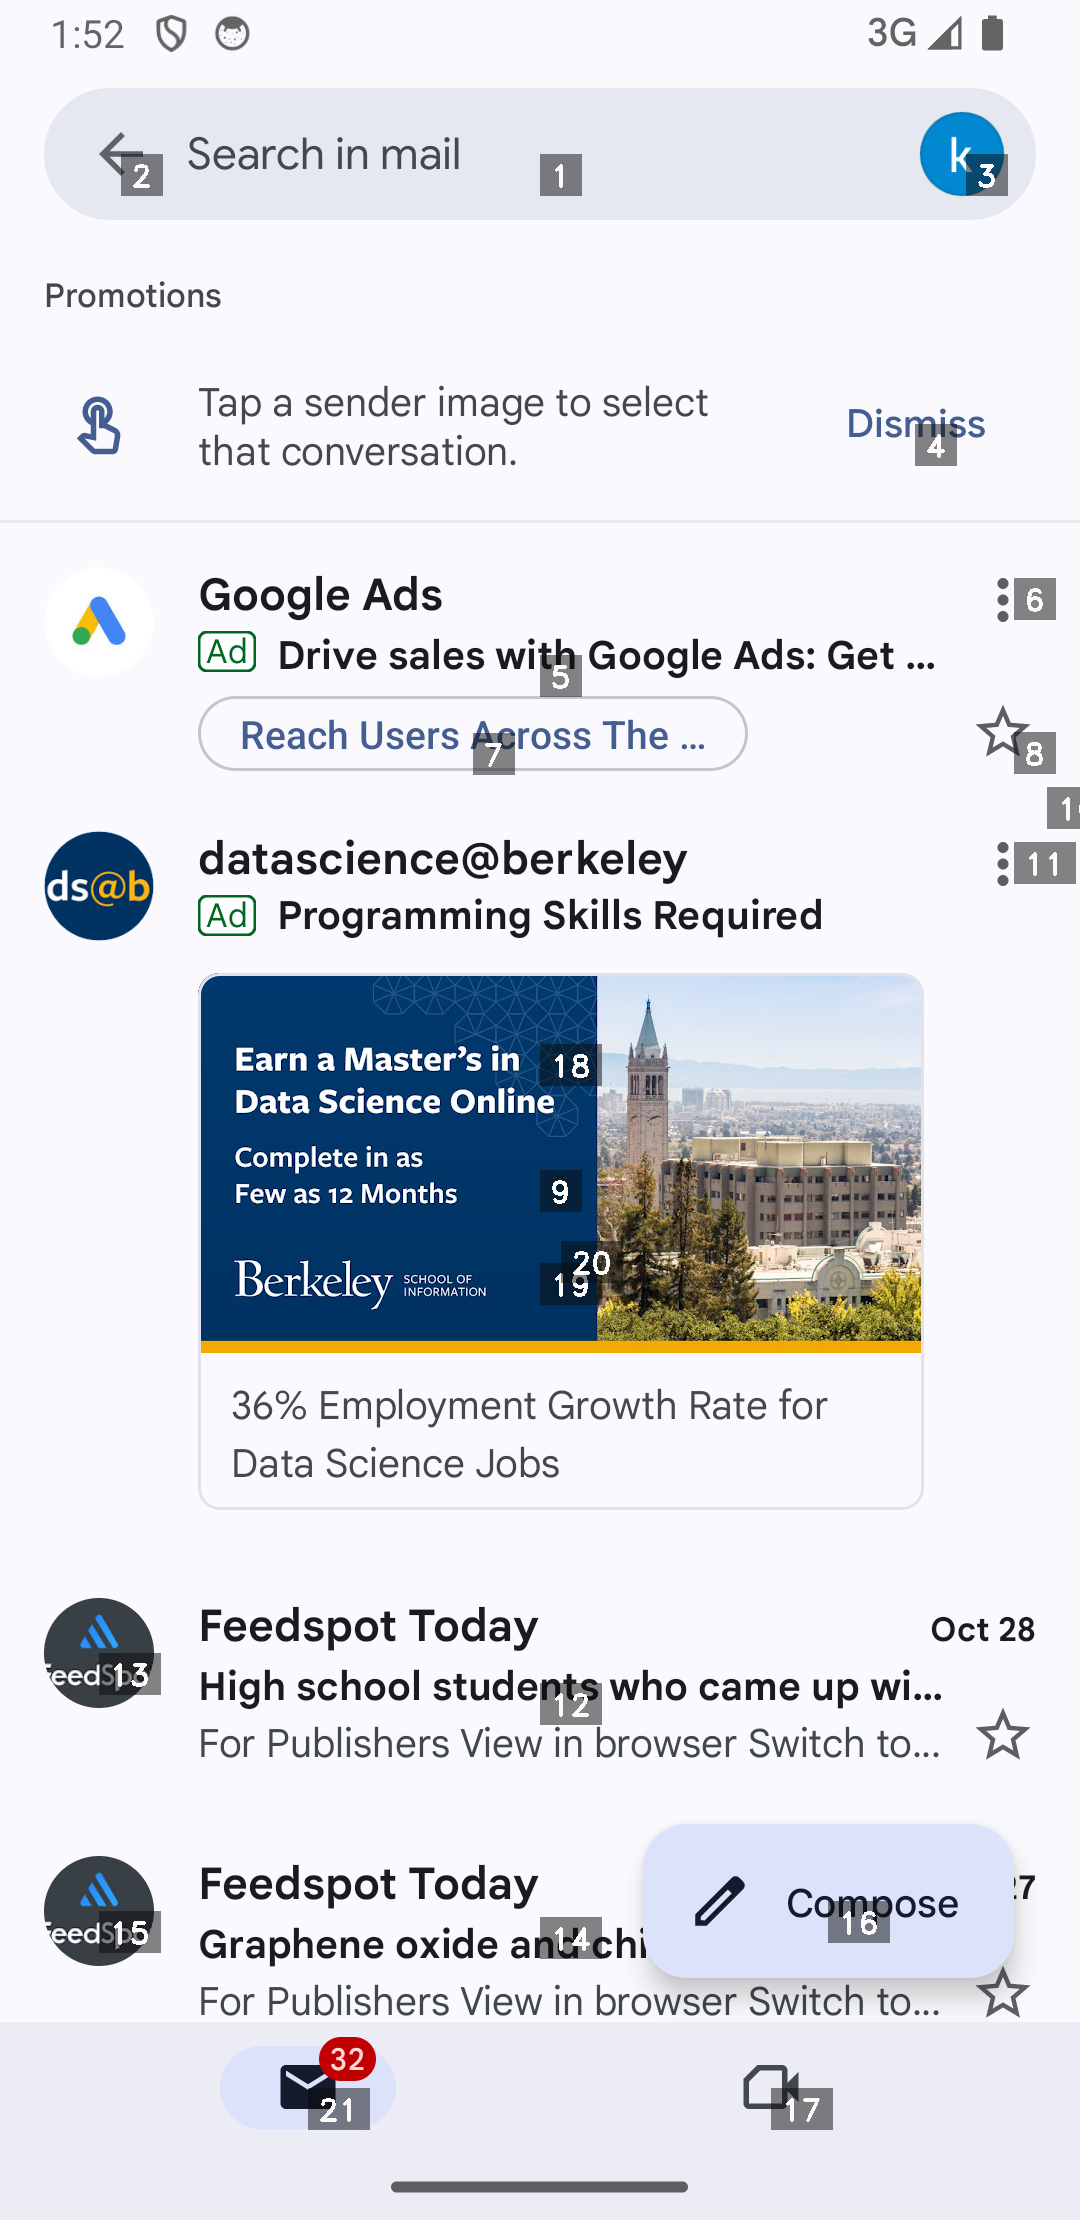 1:52
3G
Search in mail
k
2
1
3
Promotions
Tap a sender image to select
that conversation.
Dismiss
4
Google Ads
6
Ad Drive sales with Google Ads: Get ...
5
Reach Users Across The ...
7
8
datascience@berkeley
11
ds@b
Ad Programming Skills Required
Earn a Master's in
Data Science Online
18
Complete in as
Few as 12 Months
9
20
Berkeley SCHOOL OF
INFORMATION
19
36% Employment Growth Rate for
Data Science Jobs
Feedspot Today
Oct 28
13
High school students who came up wi...
12
For Publishers View in browser Switch to...
Feedspot Today
27
Compose
16
15
Graphene oxide and chi
14
For Publishers View in browser Switch to...
32
21
17